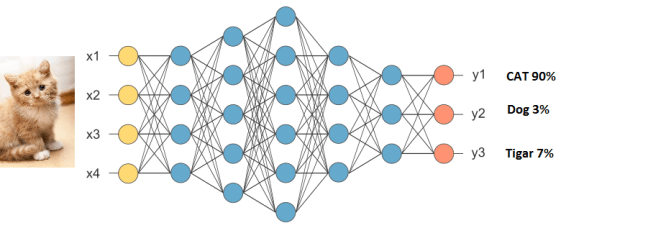 x1
x2
x3
x4
y1 CAT 90%
y2 Dog 3%
y3 Tigar 7%